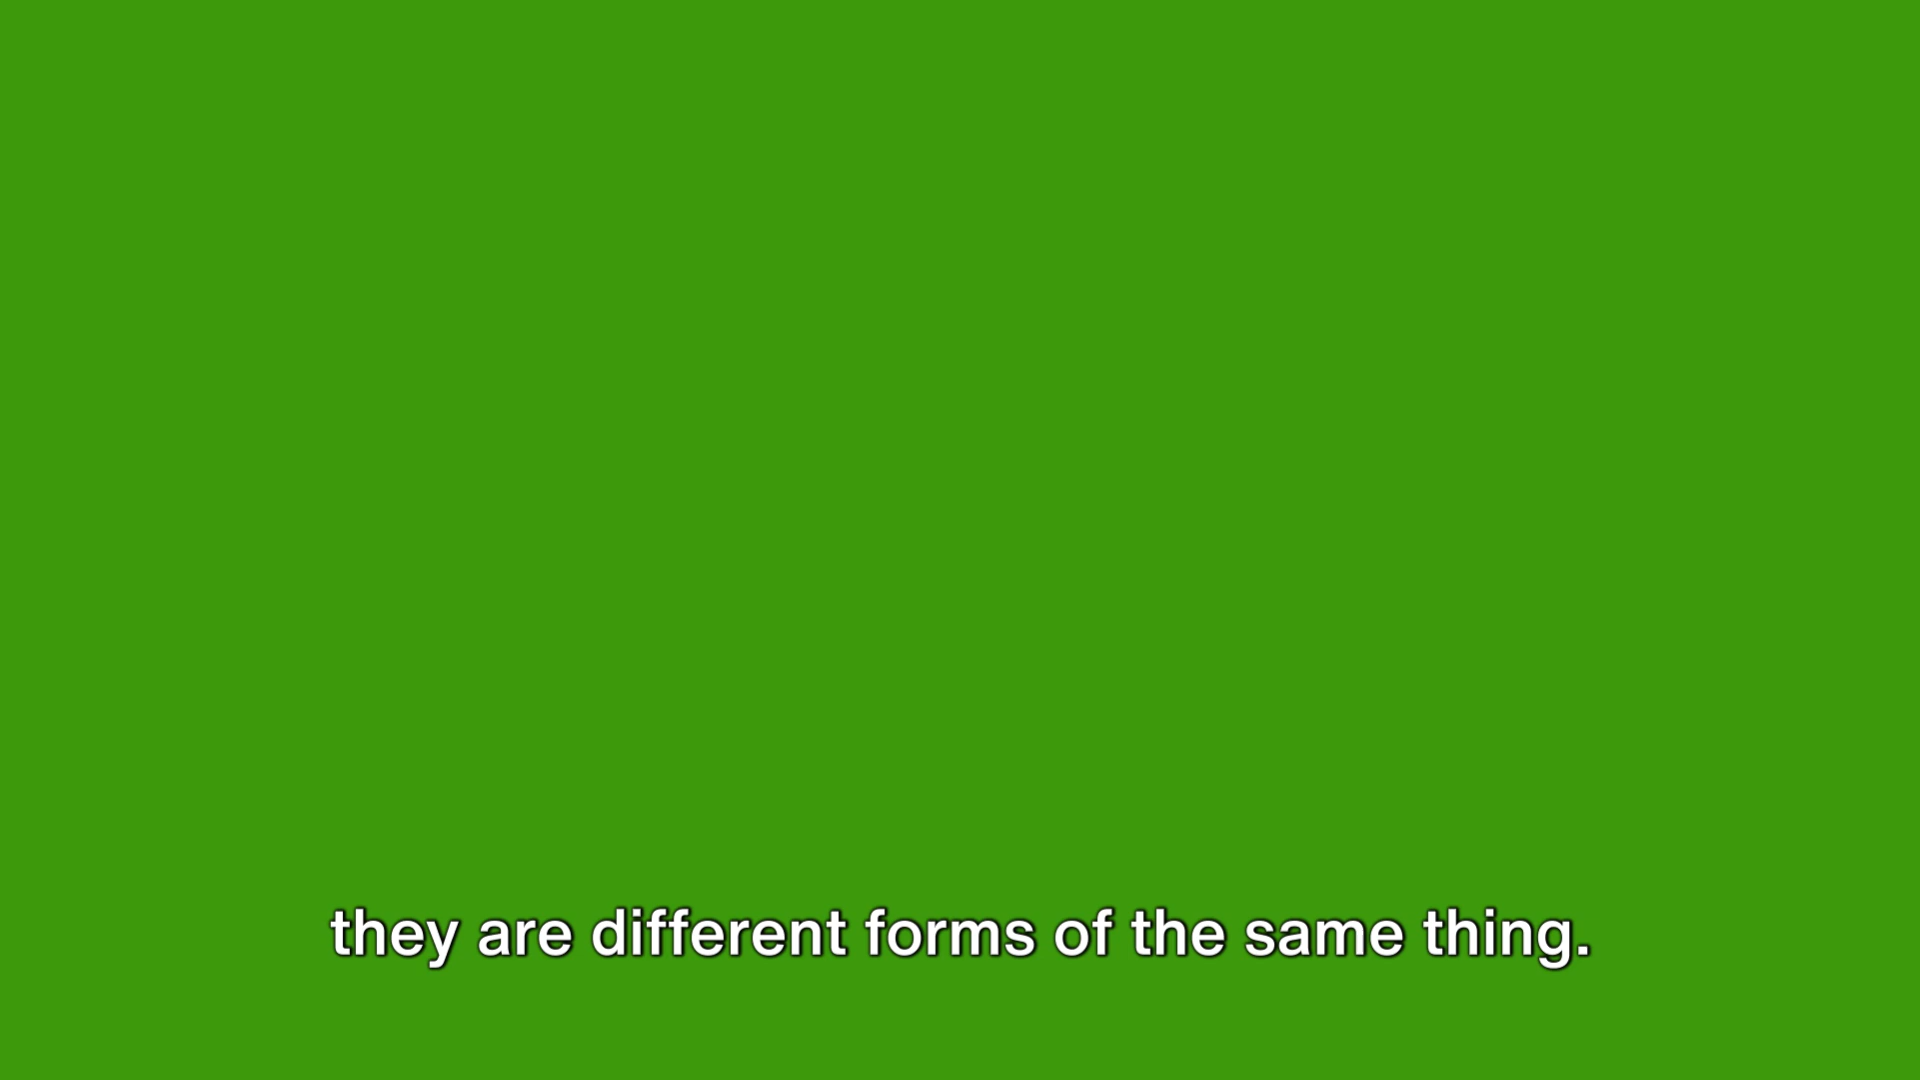 they are different forms of the same thing.